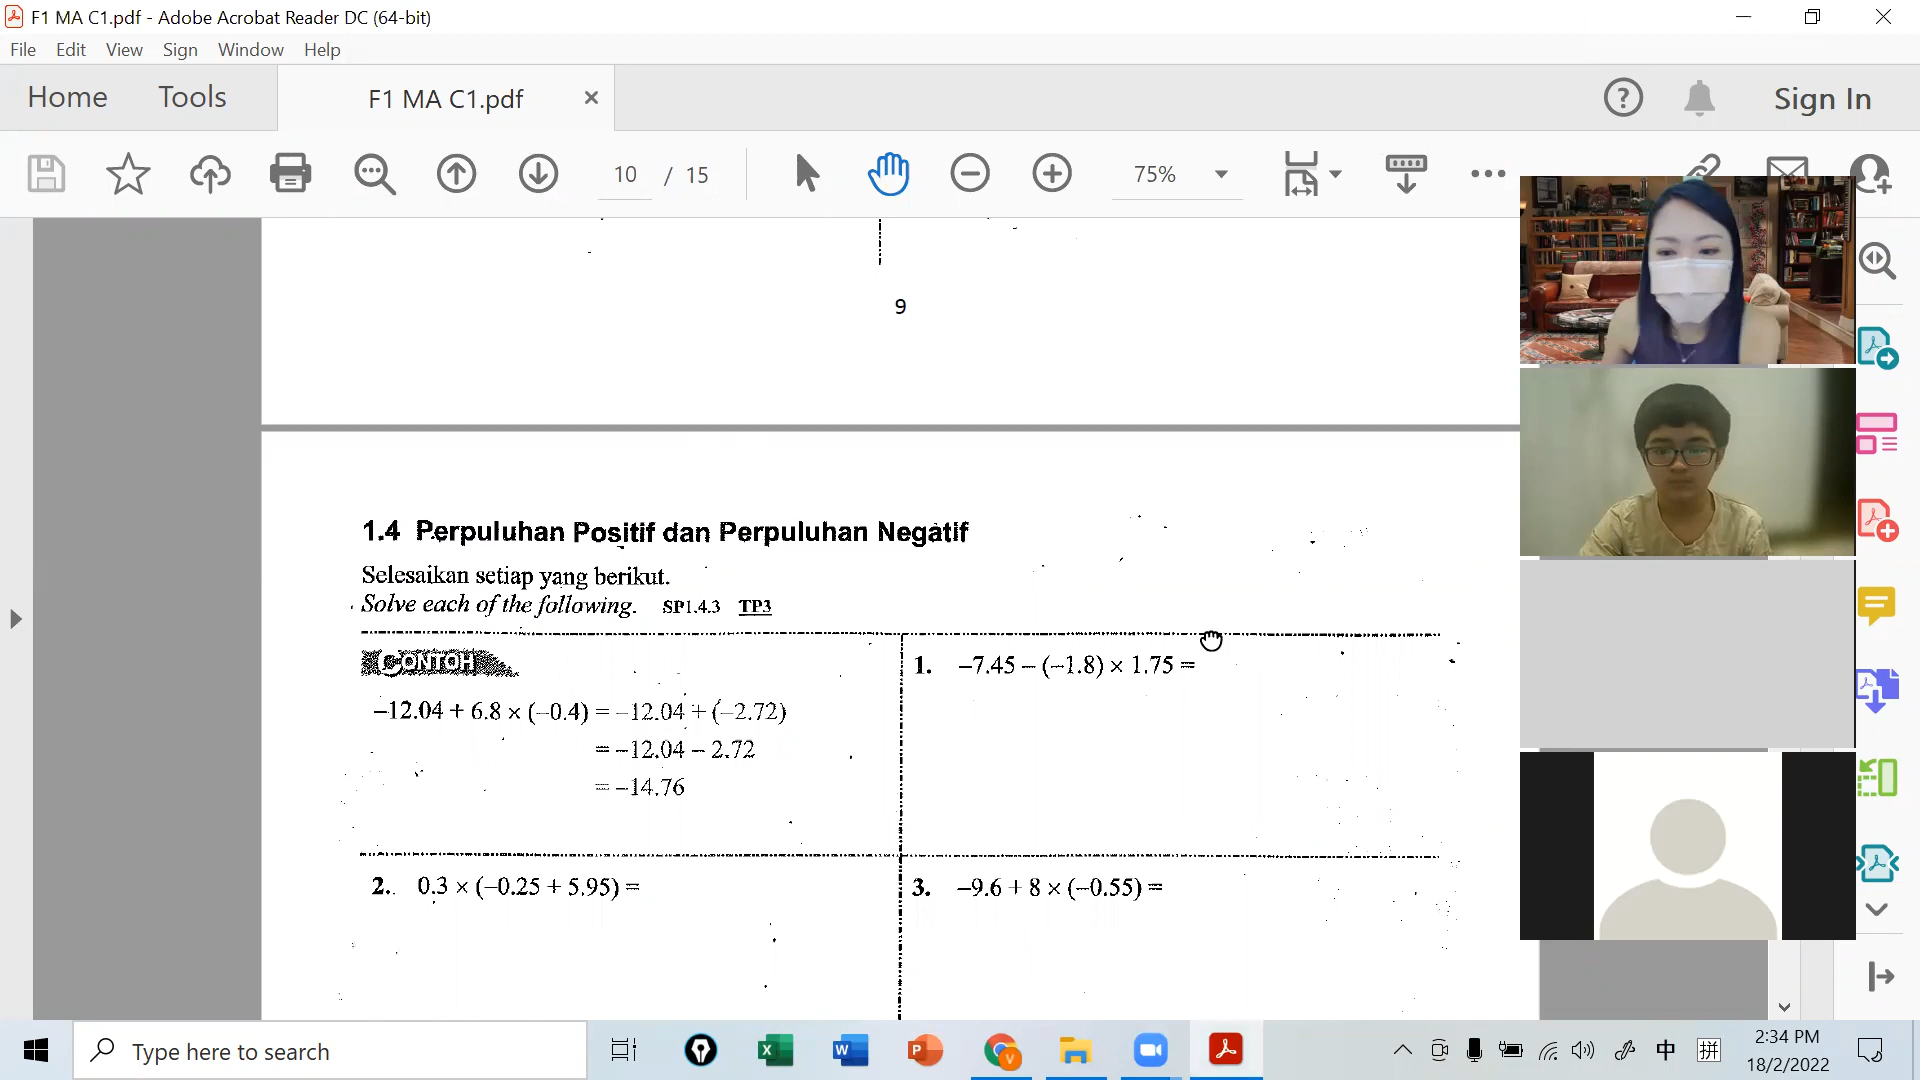 F1 MA C1.pdf - Adobe Acrobat Reader DC (64-bit)
File Edit View Sign Window Help
Home Tools F1 MA C1.pdf × Sign In
10 / 15 75%
9
1.4 Perpuluhan Positif dan Perpuluhan Negatif
Selesaikan setiap yang berikut.
Solve each of the following. SP1.4.3 TP3
CONTOH
–12.04 + 6.8 × (–0.4) = –12.04 + (–2.72)
= –12.04 – 2.72
= –14.76
1. –7.45 – (–1.8) × 1.75 =
2. 0.3 × (–0.25 + 5.95) =
3. –9.6 + 8 × (–0.55) =
Type here to search
中 拼
2:34 PM
18/2/2022